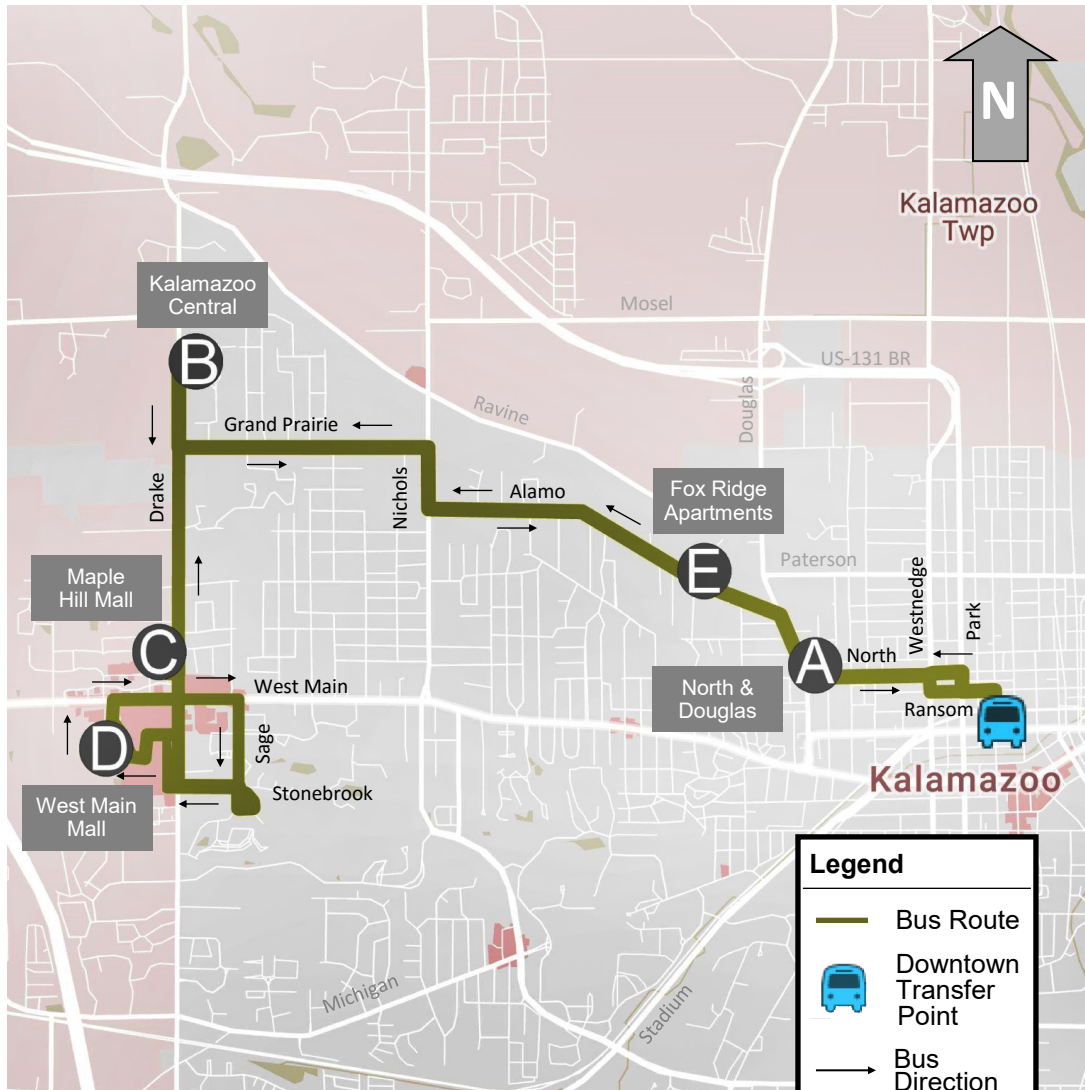 N
Kalamazoo
Twp
Kalamazoo
Central
B
Mosel
US-131 BR
Ravine
Douglas
Grand Prairie
Drake
Nichols
Alamo
Fox Ridge
Apartments
E
Paterson
Westnedge
Park
Maple
Hill Mall
C
A
North
North &
Douglas
Ransom
West Main
Sage
D
West Main
Mall
Stonebrook
Kalamazoo
Michigan
Stadium
Legend
Bus Route
Downtown
Transfer
Point
Bus
Direction